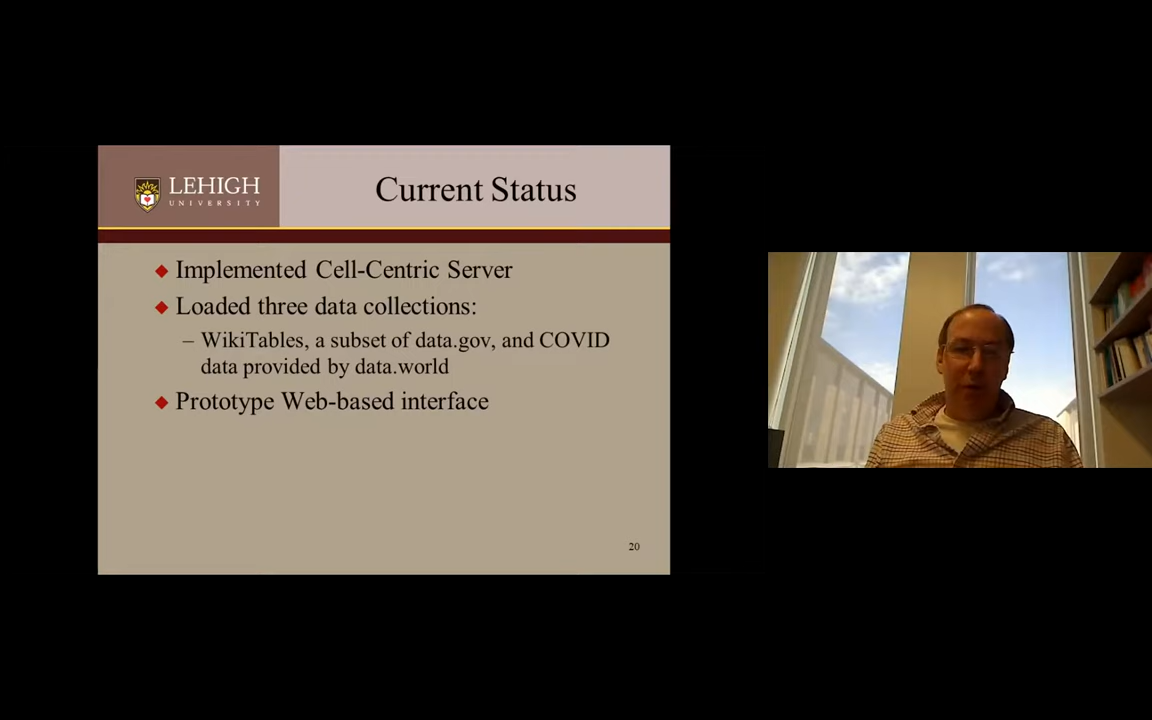 LEHIGH
UNIVERSITY
Current Status
Implemented Cell-Centric Server
Loaded three data collections:
– WikiTables, a subset of data.gov, and COVID
data provided by data.world
Prototype Web-based interface
20